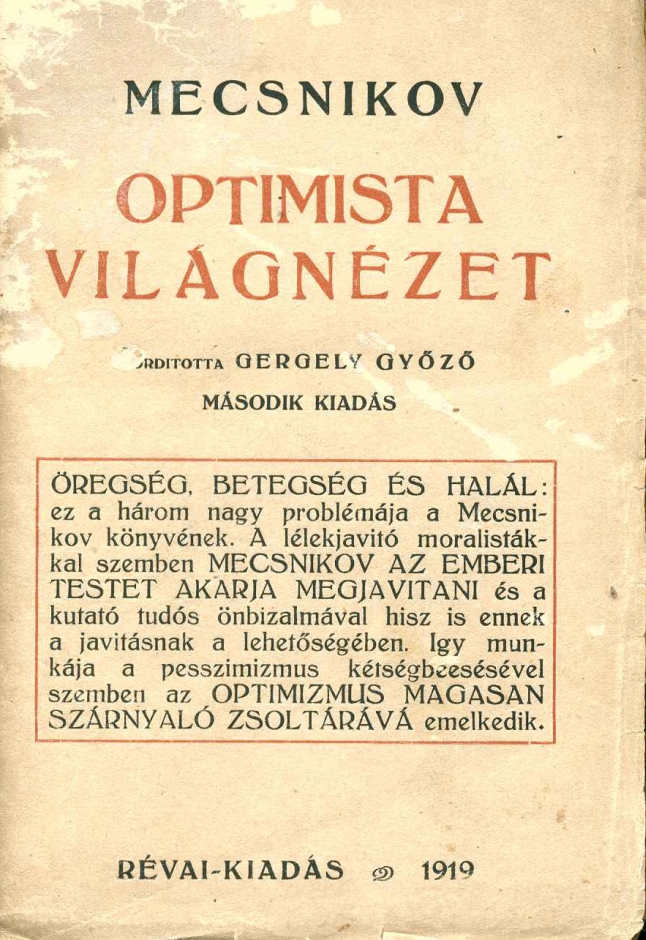 MECSNIKOV
OPTIMISTA
VILÁGNÉZET
GERGELY GYŐZŐ
MÁSODIK KIADÁS
ÖREGSÉG, BETEGSÉG ÉS HALÁL:
ez a három nagy problémája a Mecsni-
kov könyvének. A lélekjavitó moralisták-
kal szemben MECSNIKOV AZ EMBERI
TESTET AKARJA MEGJAVITANI és a
kutató tudós önbizalmával hisz is ennek
a javitásnak a lehetőségében. Igy mun-
kája a pesszimizmus kétségbeesésével
szemben az OPTIMIZMUS MAGASAN
SZÁRNYALÓ ZSOLTÁRÁVÁ emelkedik.
RÉVAI-KIADÁS 1919